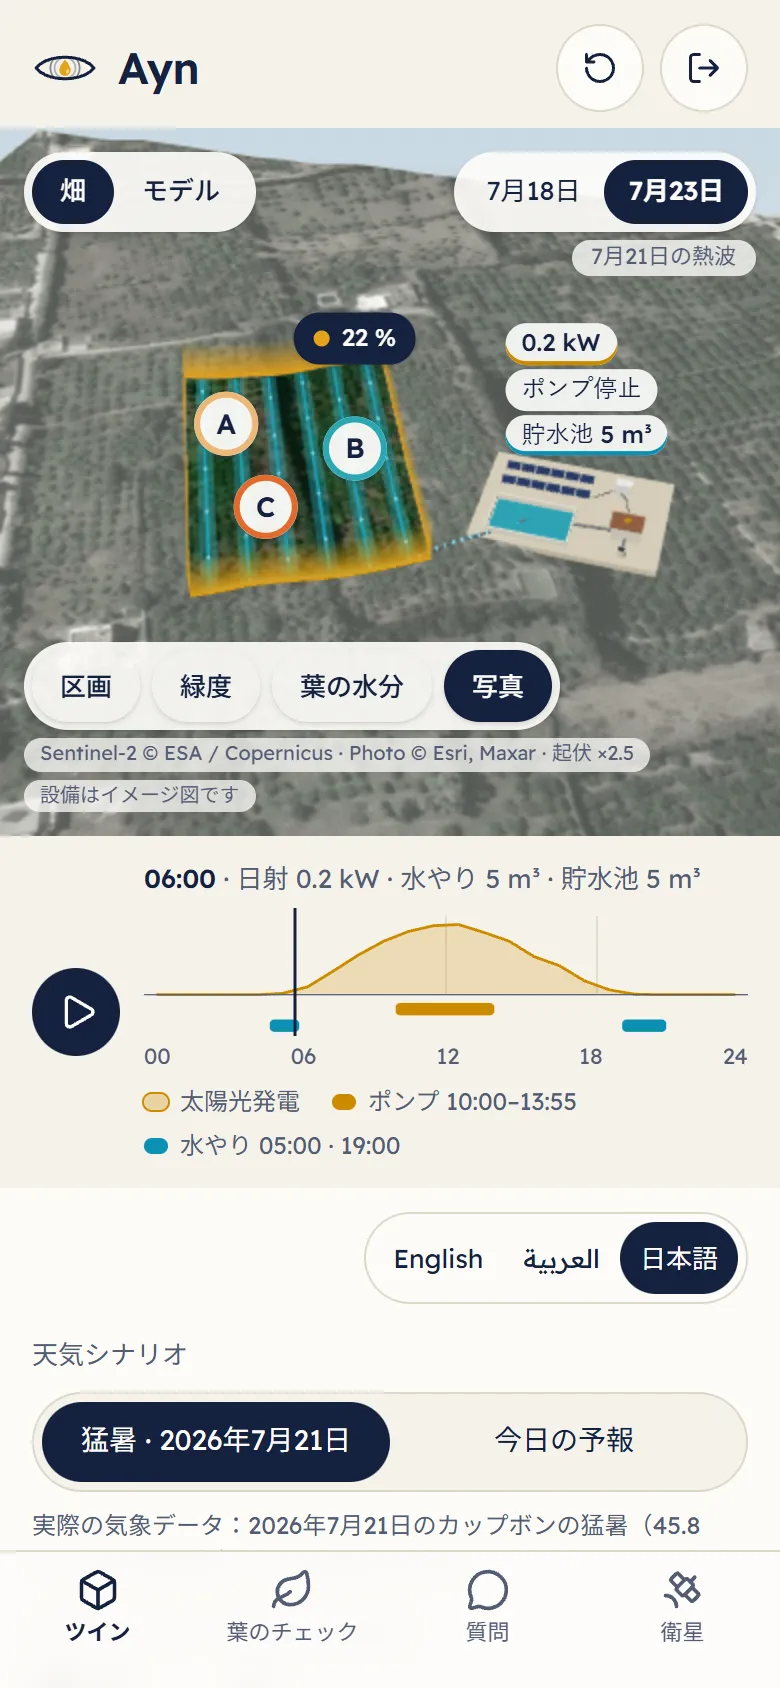 Ayn
畑 モデル 7月18日 7月23日
7月21日の熱波
22 %
0.2 kW
ポンプ停止
貯水池 5 m³
A
B
C
区画 緑度 葉の水分 写真
Sentinel-2 © ESA / Copernicus · Photo © Esri, Maxar · 起伏 ×2.5
設備はイメージ図です
06:00 · 日射 0.2 kW · 水やり 5 m³ · 貯水池 5 m³
00 06 12 18 24
太陽光発電 ポンプ 10:00–13:55
水やり 05:00 · 19:00
English العربية 日本語
天気シナリオ
猛暑 · 2026年7月21日 今日の予報
実際の気象データ：2026年7月21日のカップボンの猛暑（45.8
ツイン 葉のチェック 質問 衛星